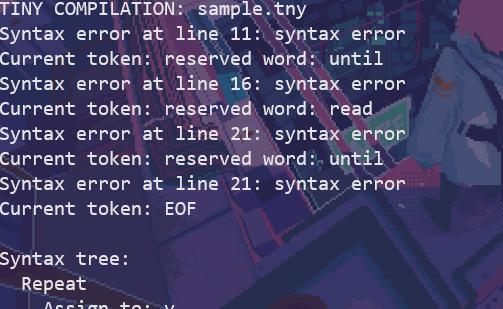 TINY COMPILATION: sample.tny
Syntax error at line 11: syntax error
Current token: reserved word: until
Syntax error at line 16: syntax error
Current token: reserved word: read
Syntax error at line 21: syntax error
Current token: reserved word: until
Syntax error at line 21: syntax error
Current token: EOF
Syntax tree:
Repeat
Assign to: y